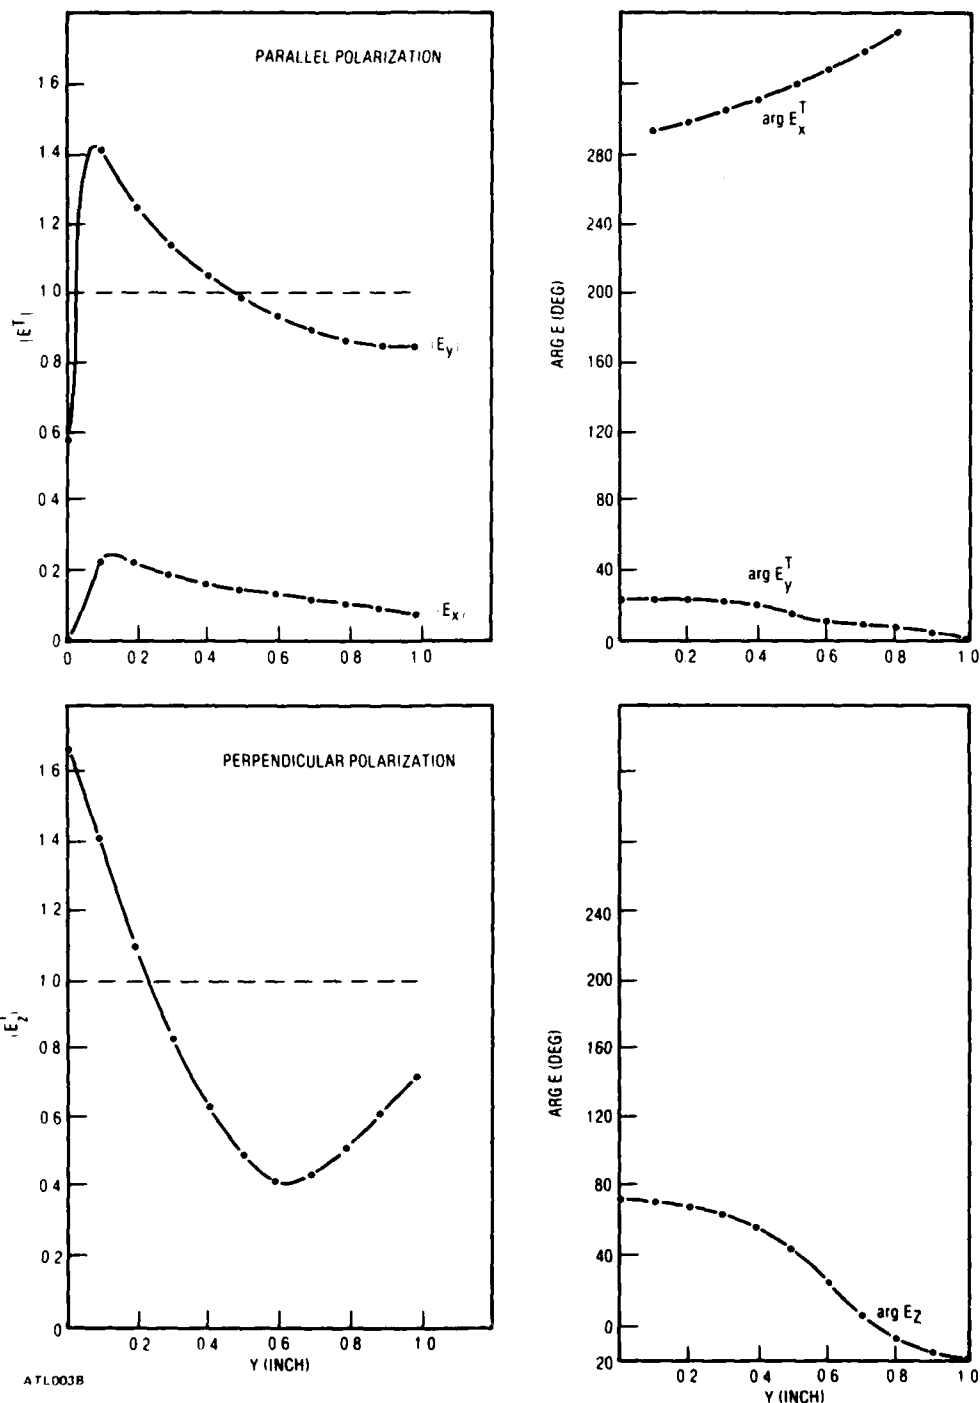 PARALLEL POLARIZATION
1 6
1.4
1 2
1.0
0 8
0 6
0 4
0 2
0
|E^T|
|E_y|
|E_x|
0 0.2 0.4 0.6 0.8 1 0
280
240
200
160
120
80
40
0
ARG E (DEG)
arg E_x^T
arg E_y^T
0.2 0.4 0.6 0.8 1 0
PERPENDICULAR POLARIZATION
1 6
1.4
1 2
1 0
0 8
0 6
0 4
0 2
0
|E_z^T|
0 2 0 4 0 6 0 8 1 0
Y (INCH)
240
200
160
120
80
40
0
20
ARG E (DEG)
arg E_Z
0 2 0 4 0 6 0 8 1 0
Y (INCH)
ATL003B